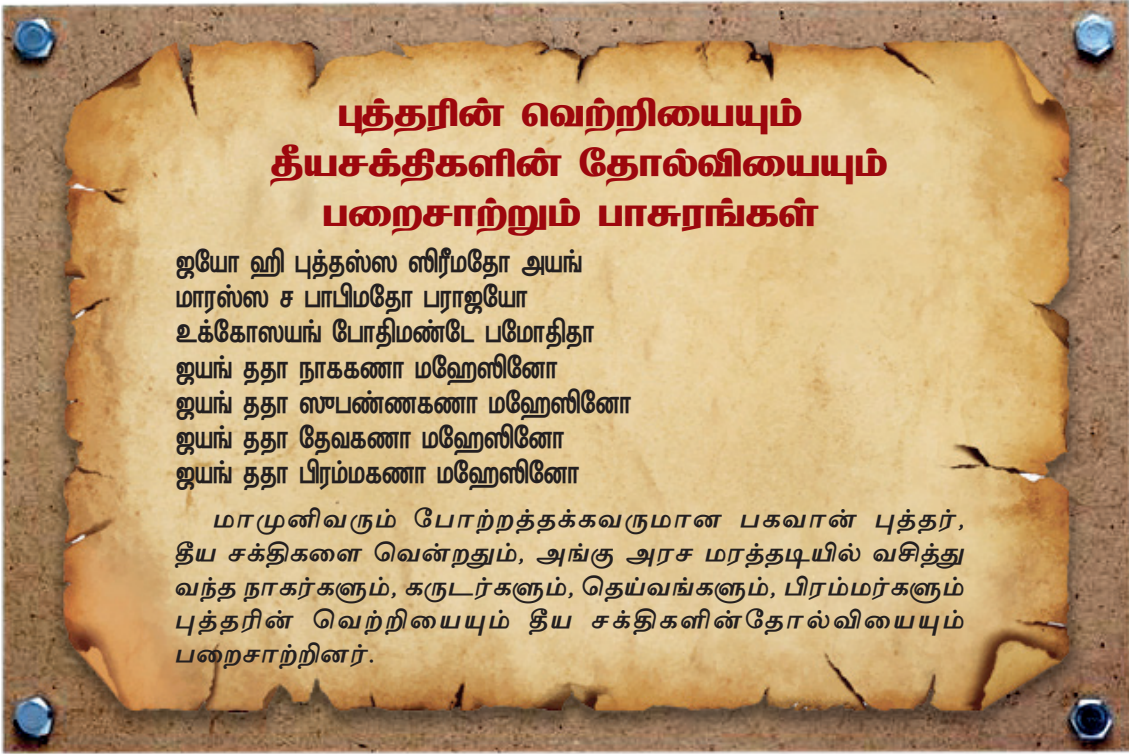 புத்தரின் வெற்றியையும்
தீயசக்திகளின் தோல்வியையும்
பறைசாற்றும் பாசுரங்கள்
ஜயோ ஹி புத்தஸ்ஸ ஸிரீமதோ அயங்
மாரஸ்ஸ ச பாபிமதோ பராஜயோ
உக்கோஸயங் போதிமண்டே பமோதிதா
ஜயங் ததா நாககணா மஹேஸினோ
ஜயங் ததா ஸுபண்ணகணா மஹேஸினோ
ஜயங் ததா தேவகணா மஹேஸினோ
ஜயங் ததா பிரம்மகணா மஹேஸினோ
மாமுனிவரும் போற்றத்தக்கவருமான பகவான் புத்தர்,
தீய சக்திகளை வென்றதும், அங்கு அரச மரத்தடியில் வசித்து
வந்த நாகர்களும், கருடர்களும், தெய்வங்களும், பிரம்மர்களும்
புத்தரின் வெற்றியையும் தீய சக்திகளின்தோல்வியையும்
பறைசாற்றினர்.